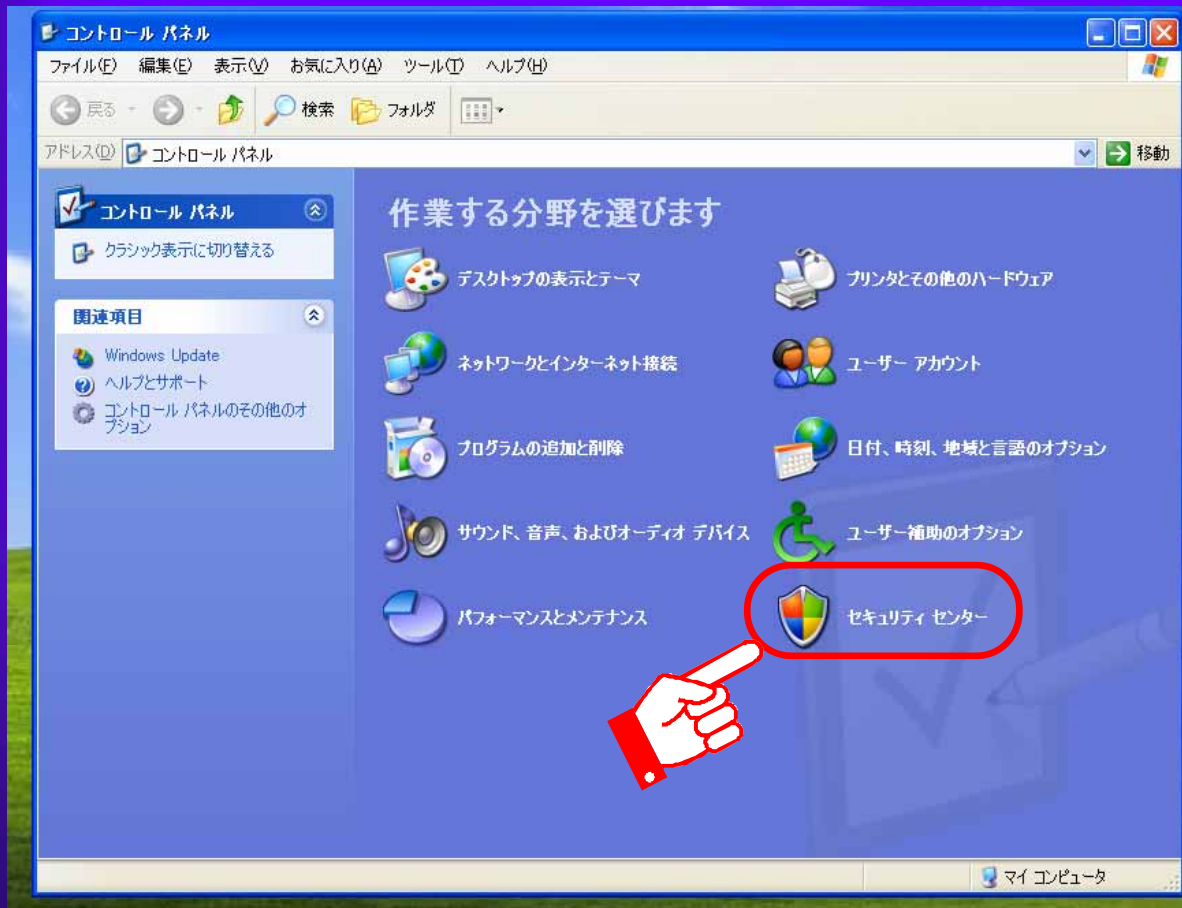 コントロール パネル
ファイル(F) 編集(E) 表示(V) お気に入り(A) ツール(T) ヘルプ(H)
戻る 検索 フォルダ
アドレス(D) コントロール パネル 移動
コントロール パネル
クラシック表示に切り替える
関連項目
Windows Update
ヘルプとサポート
コントロール パネルのその他のオ
プション
作業する分野を選びます
デスクトップの表示とテーマ
プリンタとその他のハードウェア
ネットワークとインターネット接続
ユーザー アカウント
プログラムの追加と削除
日付、時刻、地域と言語のオプション
サウンド、音声、およびオーディオ デバイス
ユーザー補助のオプション
パフォーマンスとメンテナンス
セキュリティ センター
マイ コンピュータ